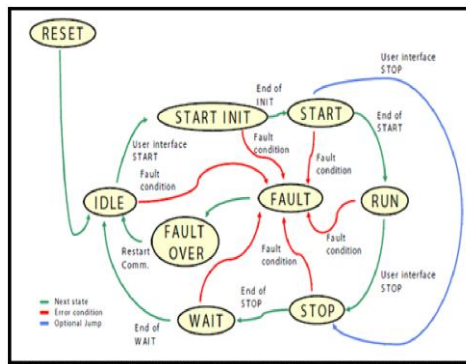 RESET
User interface
STOP
End of
INIT
START INIT
START
End of
START
User interface
START
Fault
condition
Fault
condition
Fault
condition
IDLE
FAULT
RUN
FAULT
OVER
Restart
Comm.
Fault
condition
Fault
condition
User interface
STOP
End of
STOP
WAIT
STOP
End of
WAIT
Next state
Error condition
Optional Jump